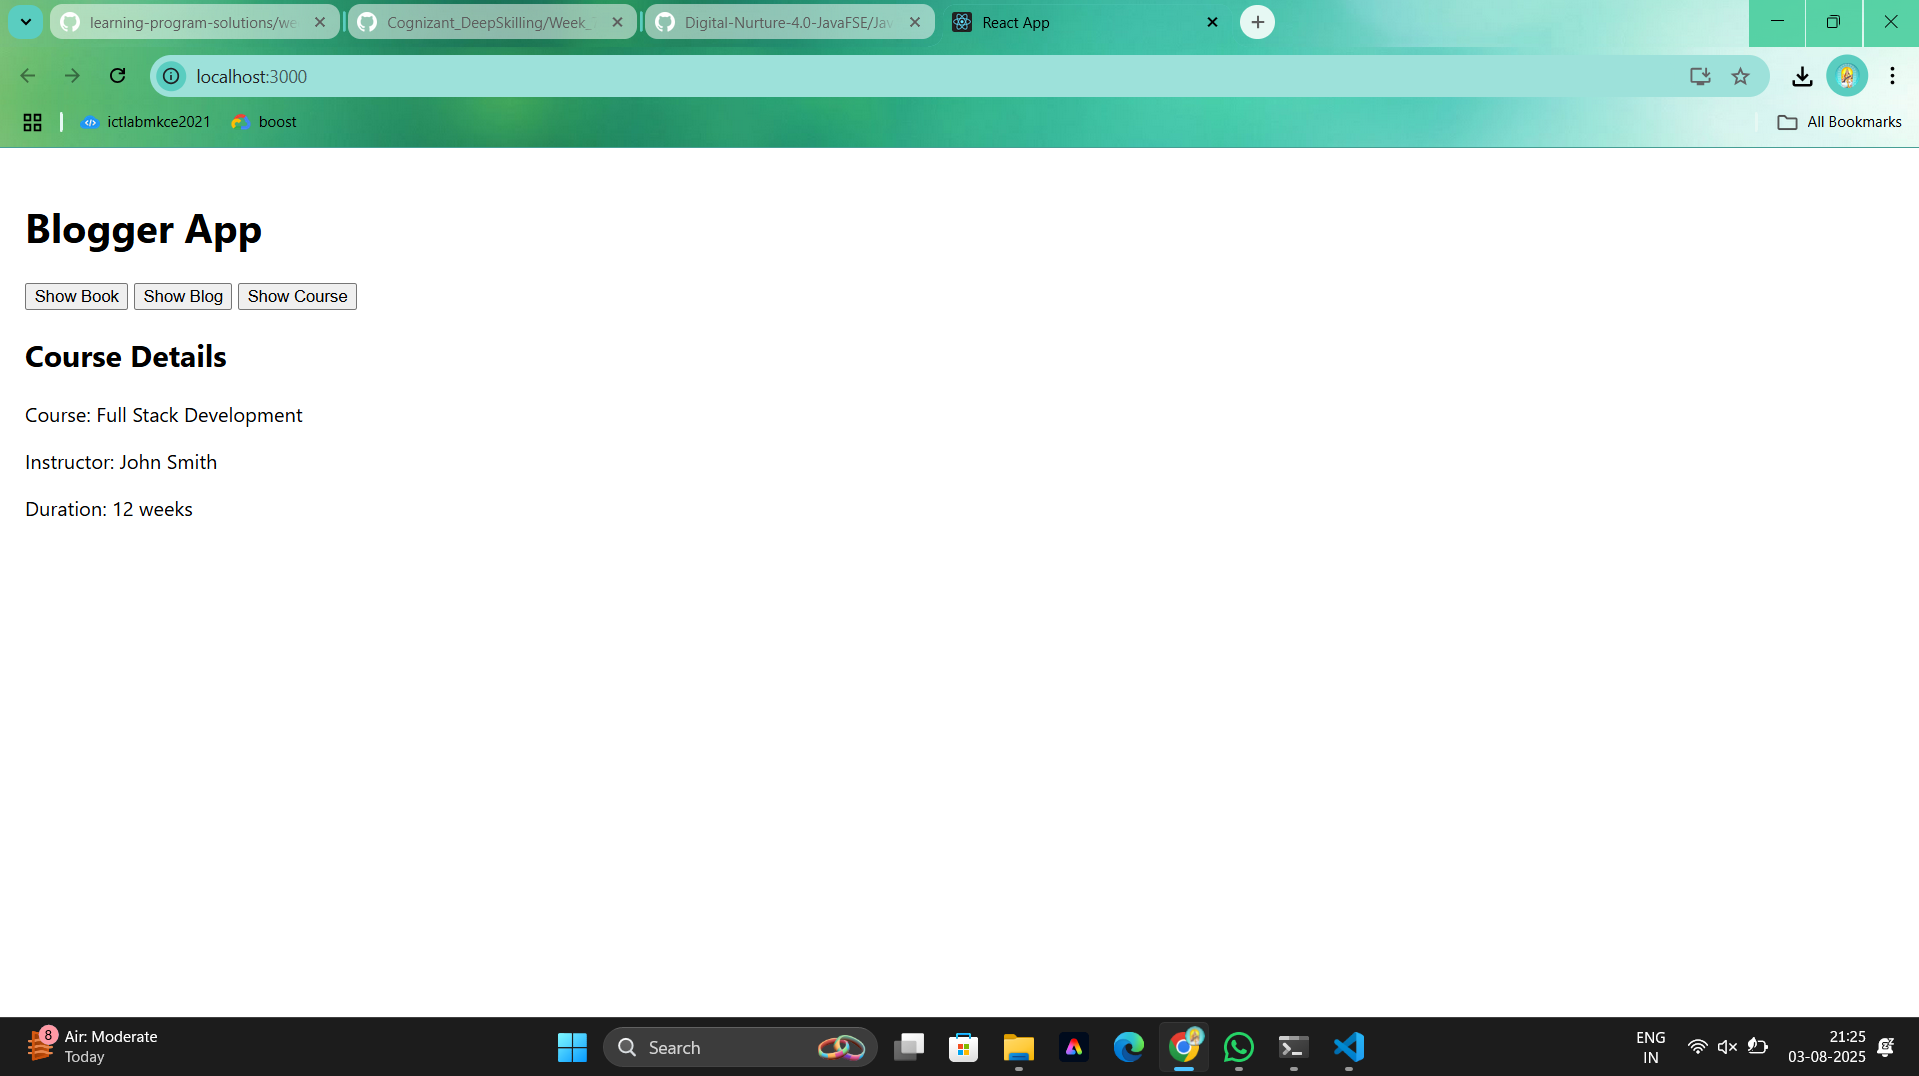 learning-program-solutions/we
Cognizant_DeepSkilling/Week_
Digital-Nurture-4.0-JavaFSE/Jav
React App
localhost:3000
ictlabmkce2021
boost
All Bookmarks
Blogger App
Show Book
Show Blog
Show Course
Course Details
Course: Full Stack Development
Instructor: John Smith
Duration: 12 weeks
8
Air: Moderate
Today
Search
ENG
IN
21:25
03-08-2025